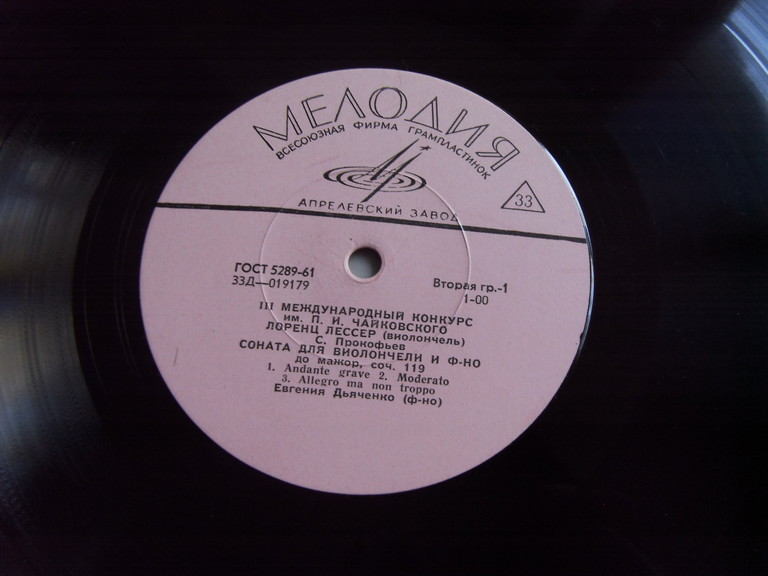 МЕЛОДИЯ
ВСЕСОЮЗНАЯ ФИРМА ГРАМПЛАСТИНОК
33
АПРЕЛЕВСКИЙ ЗАВОД
ГОСТ 5289-61
33Д—019179
Вторая гр.-1
1-00
III МЕЖДУНАРОДНЫЙ КОНКУРС
им. П. И. ЧАЙКОВСКОГО
ЛОРЕНЦ ЛЕССЕР (виолончель)
С. Прокофьев
СОНАТА ДЛЯ ВИОЛОНЧЕЛИ И Ф-НО
до мажор, соч. 119
1. Andante grave 2. Moderato
3. Allegro ma non troppo
Евгения Дьяченко (ф-но)